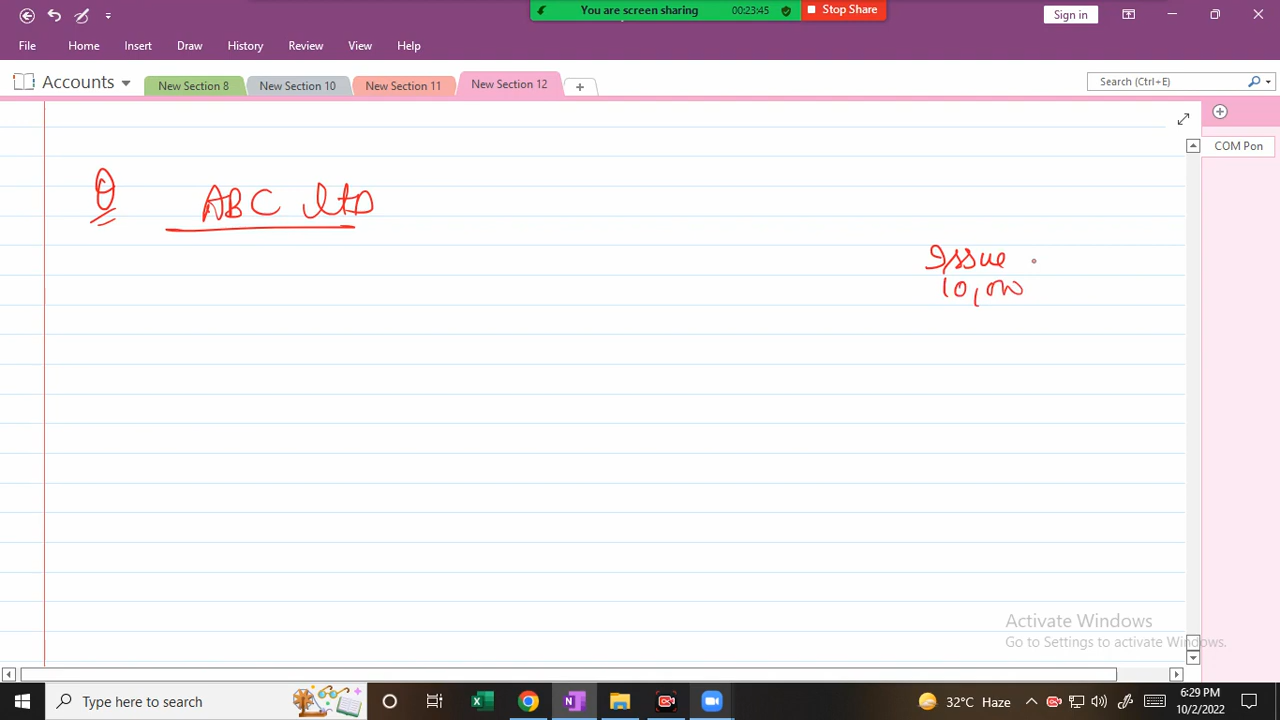 You are screen sharing
00:23:45
Stop Share
Sign in
File Home Insert Draw History Review View Help
Accounts
New Section 8
New Section 10
New Section 11
New Section 12
Search (Ctrl+E)
COM Pon
Q ABC ltD
Issue
10,000
Activate Windows
Go to Settings to activate Windows.
Type here to search
32°C Haze
6:29 PM
10/2/2022